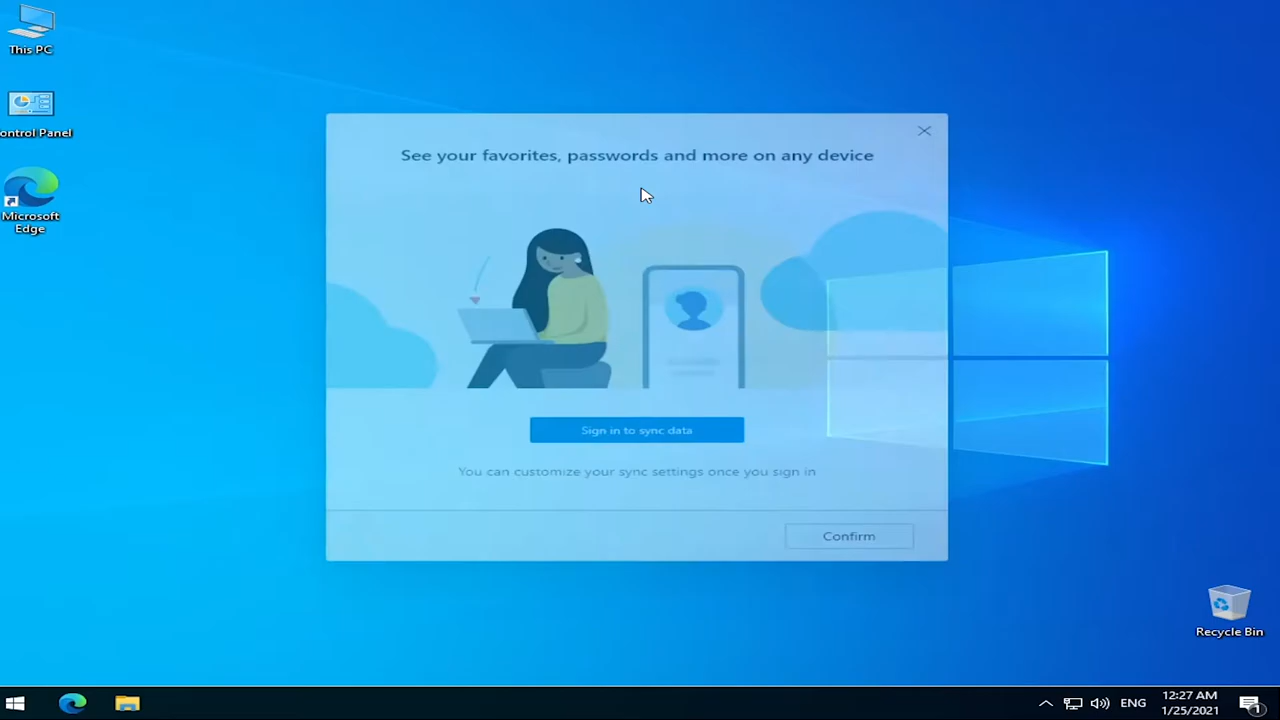 This PC
ontrol Panel
Microsoft
Edge
See your favorites, passwords and more on any device
Sign in to sync data
You can customize your sync settings once you sign in
Confirm
Recycle Bin
ENG
12:27 AM
1/25/2021
1